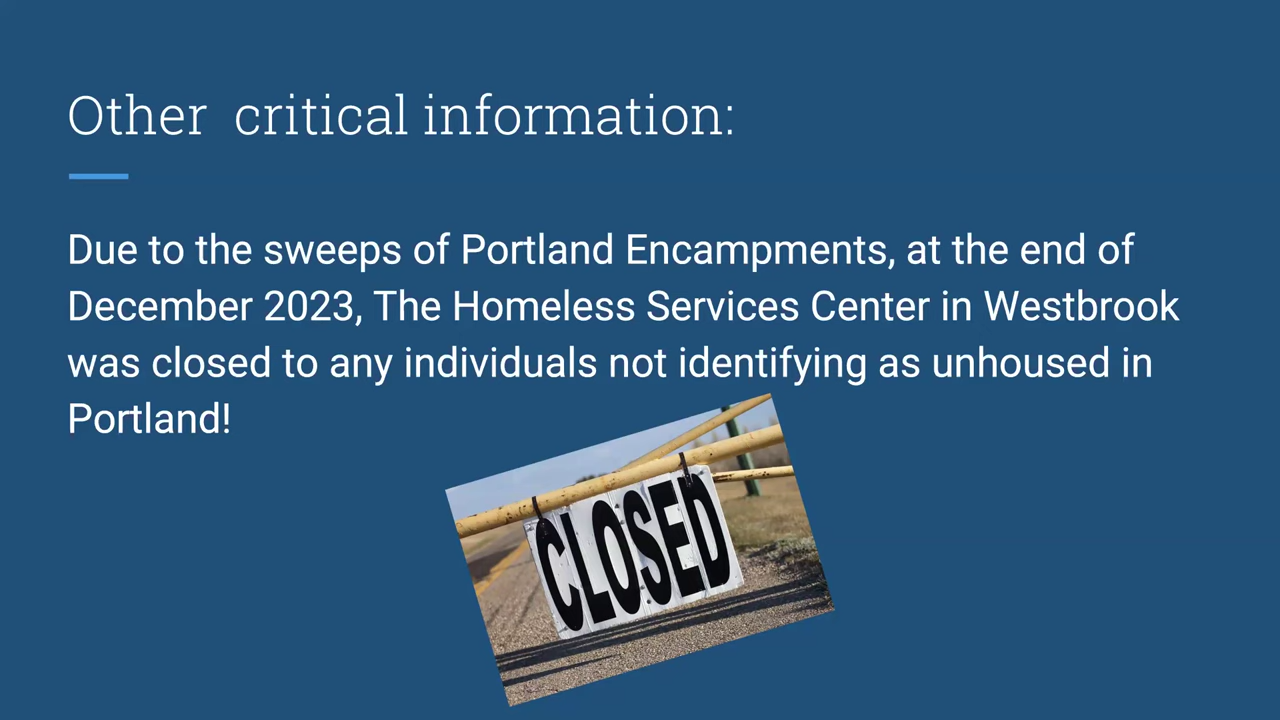 Other critical information:
Due to the sweeps of Portland Encampments, at the end of
December 2023, The Homeless Services Center in Westbrook
was closed to any individuals not identifying as unhoused in
Portland!
CLOSED